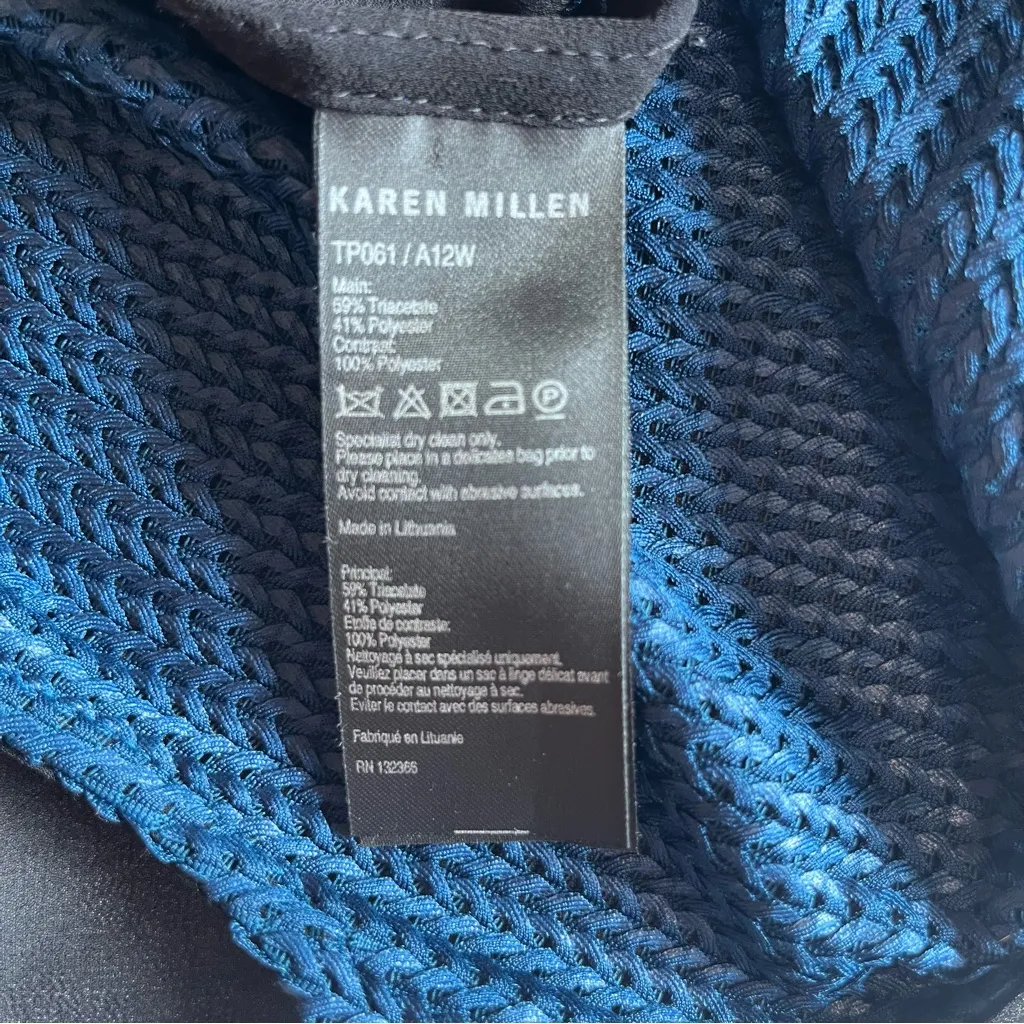 KAREN MILLEN
TP061 / A12W
Main:
59% Triacetate
41% Polyester
Contrast:
100% Polyester
P
Specialist dry clean only.
Please place in a delicates bag prior to
dry cleaning.
Avoid contact with abrasive surfaces.
Made in Lithuania
Principal:
59% Triacetate
41% Polyester
Etoffe de contraste:
100% Polyester
Nettoyage à sec spécialisé uniquement.
Veuillez placer dans un sac à linge délicat avant
de procéder au nettoyage à sec.
Eviter le contact avec des surfaces abrasives.
Fabriqué en Lituanie
RN 132366